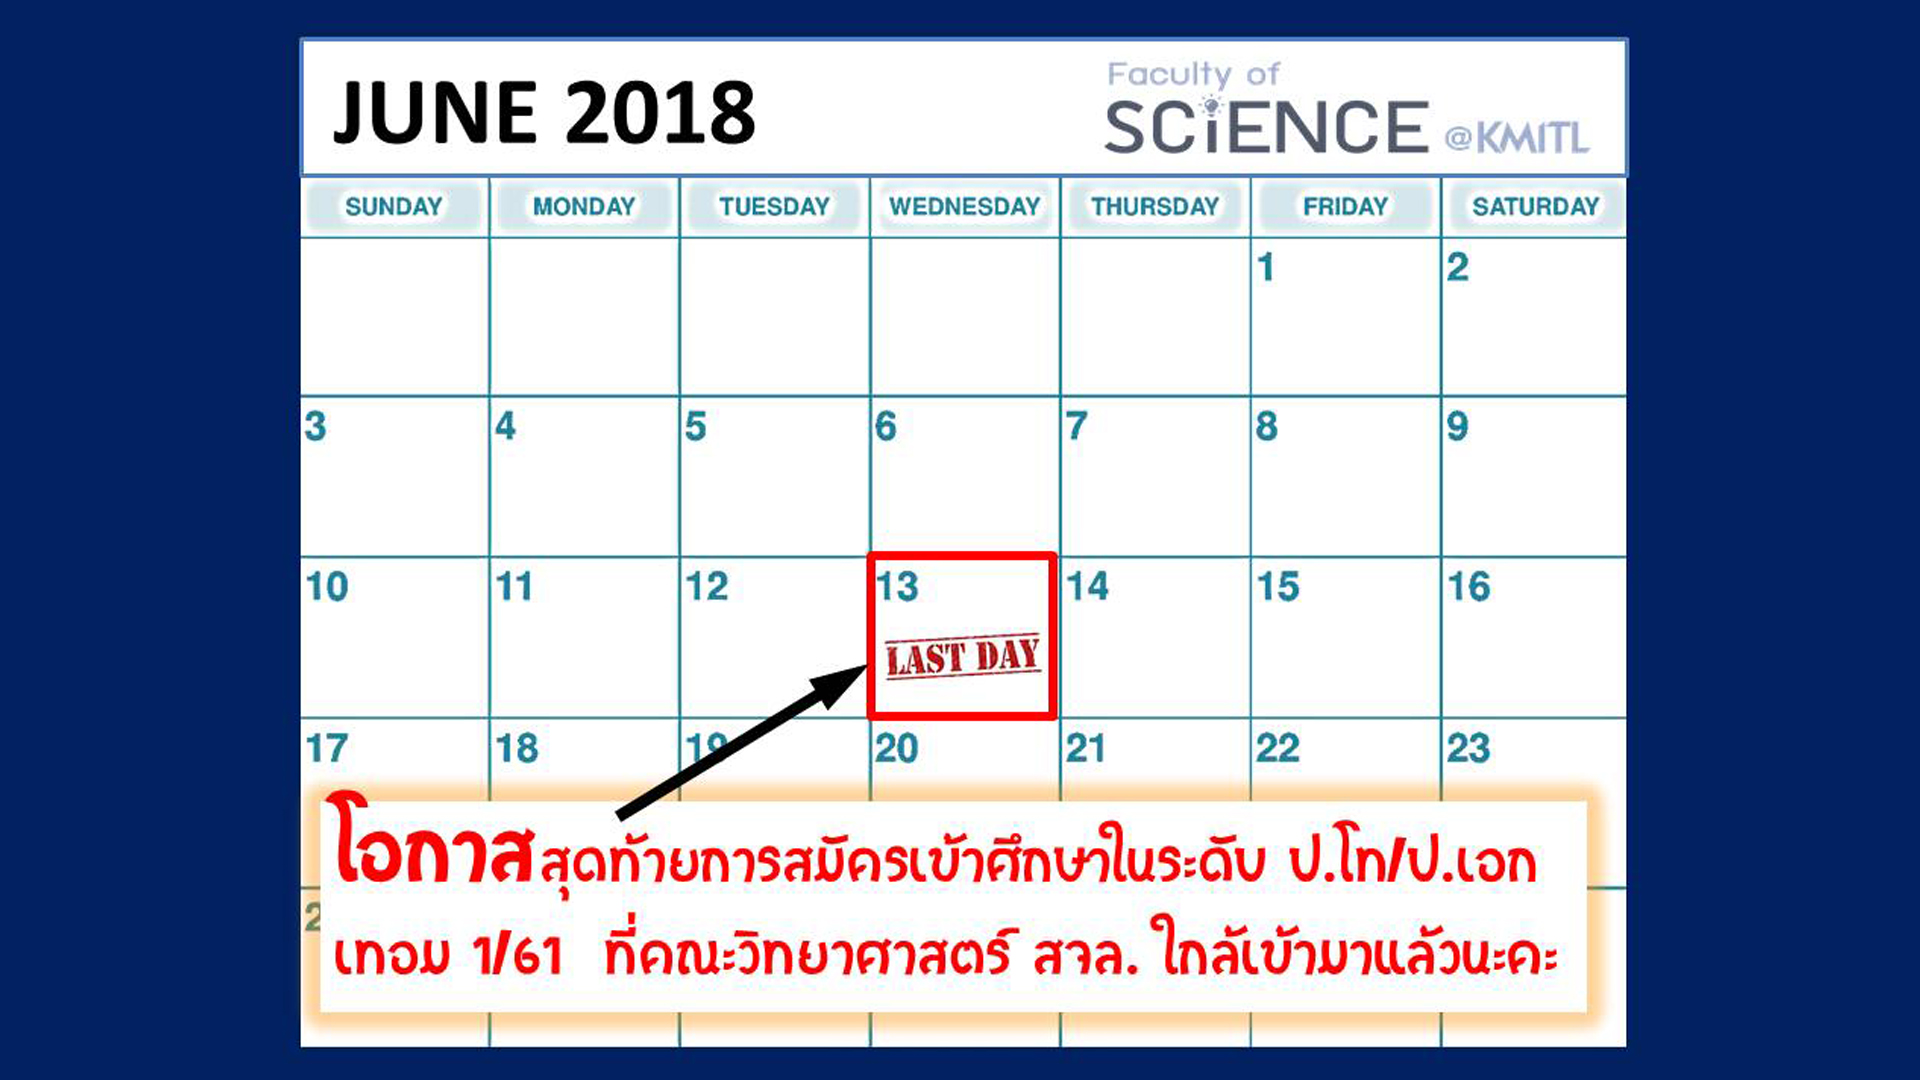 JUNE 2018
Faculty of
SCiENCE @KMITL
SUNDAY MONDAY TUESDAY WEDNESDAY THURSDAY FRIDAY SATURDAY
1 2
3 4 5 6 7 8 9
10 11 12 13 14 15 16
LAST DAY
17 18 19 20 21 22 23
โอกาสสุดท้ายการสมัครเข้าศึกษาในระดับ ป.โท/ป.เอก
เทอม 1/61 ที่คณะวิทยาศาสตร์ สจล. ใกล้เข้ามาแล้วนะคะ